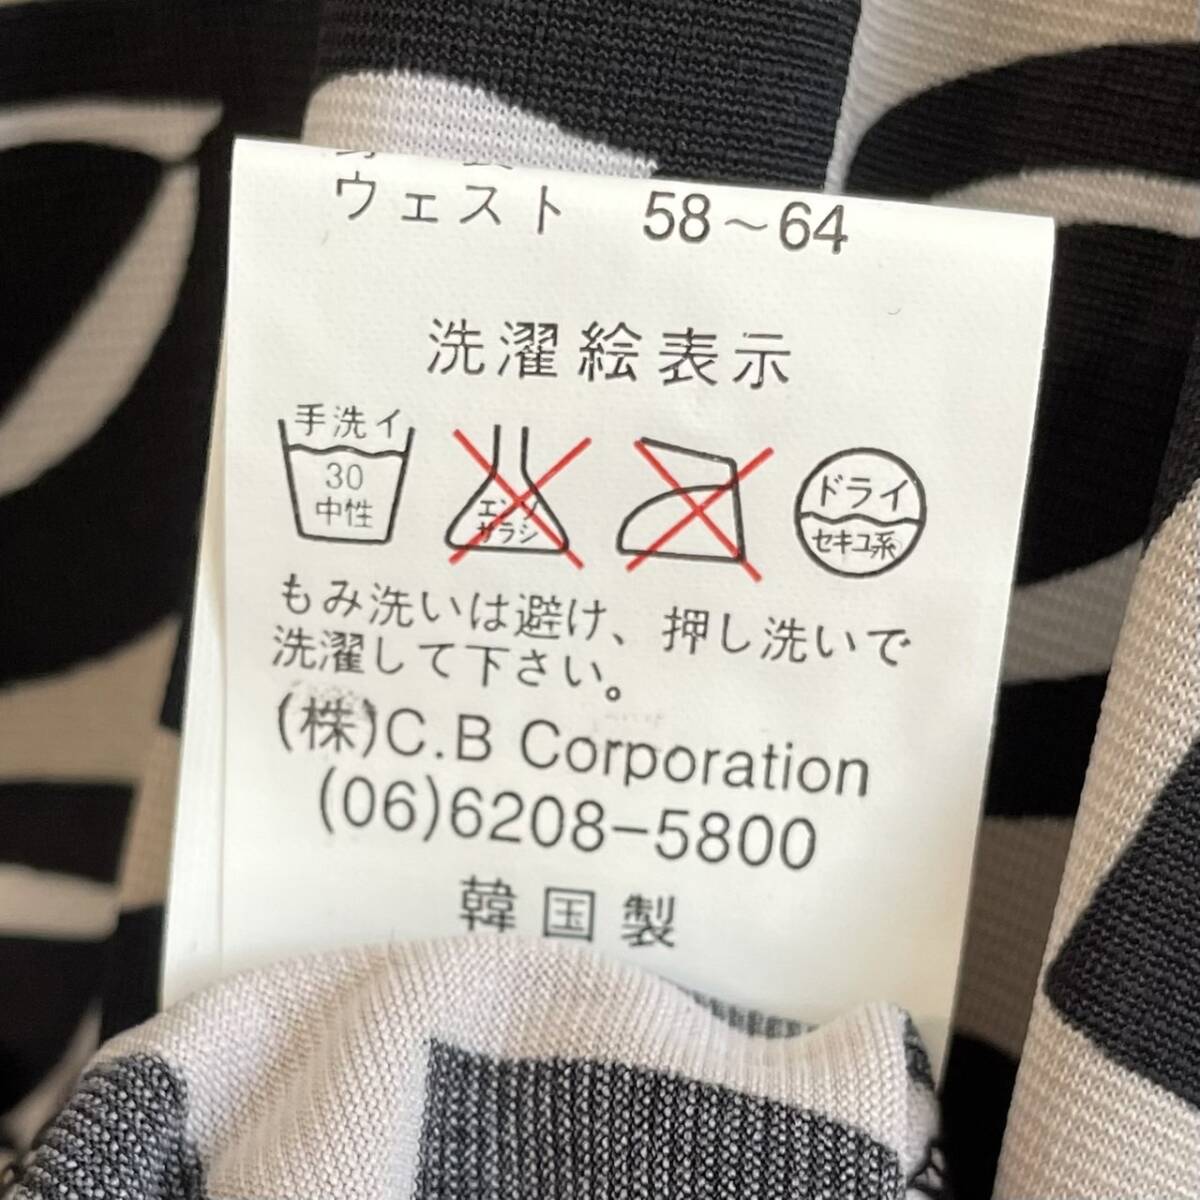 ウェスト 58～64
洗濯絵表示
手洗イ
30
中性
エンソ
サラシ
ドライ
セキユ系
もみ洗いは避け、押し洗いで
洗濯して下さい。
(株)C.B Corporation
(06)6208-5800
韓国製